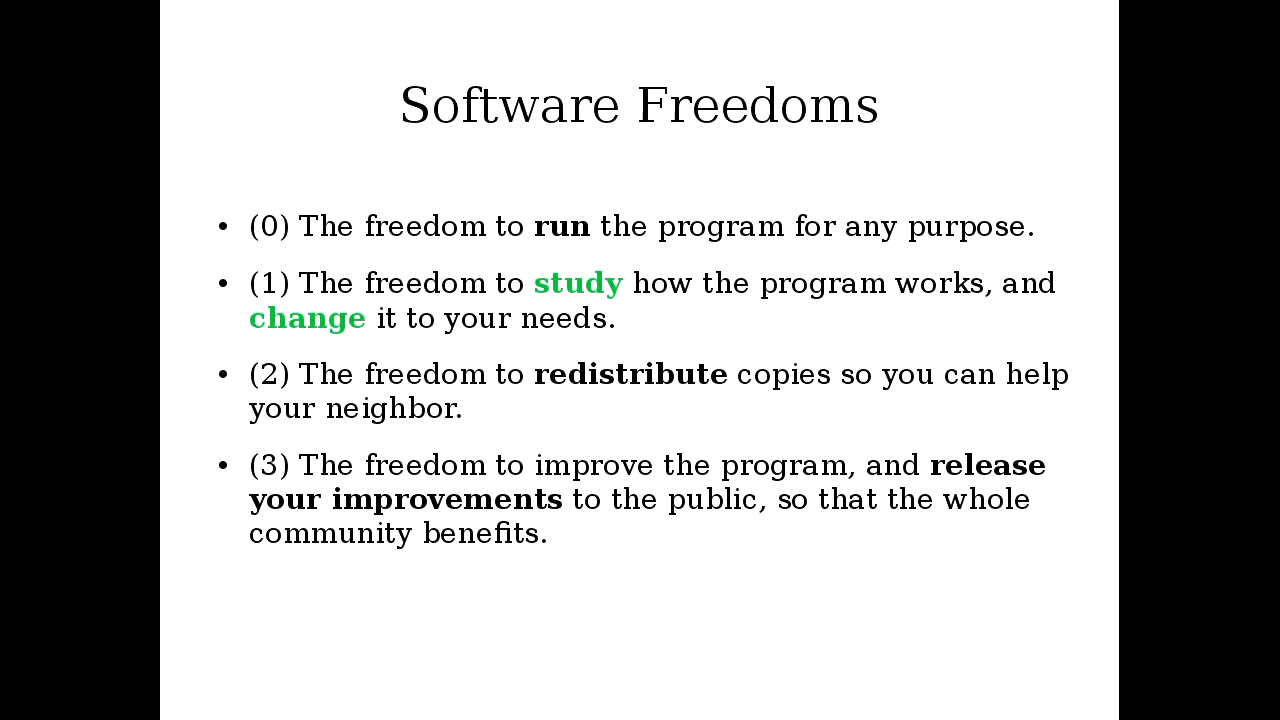 Software Freedoms
• (0) The freedom to run the program for any purpose.
• (1) The freedom to study how the program works, and
change it to your needs.
• (2) The freedom to redistribute copies so you can help
your neighbor.
• (3) The freedom to improve the program, and release
your improvements to the public, so that the whole
community benefits.